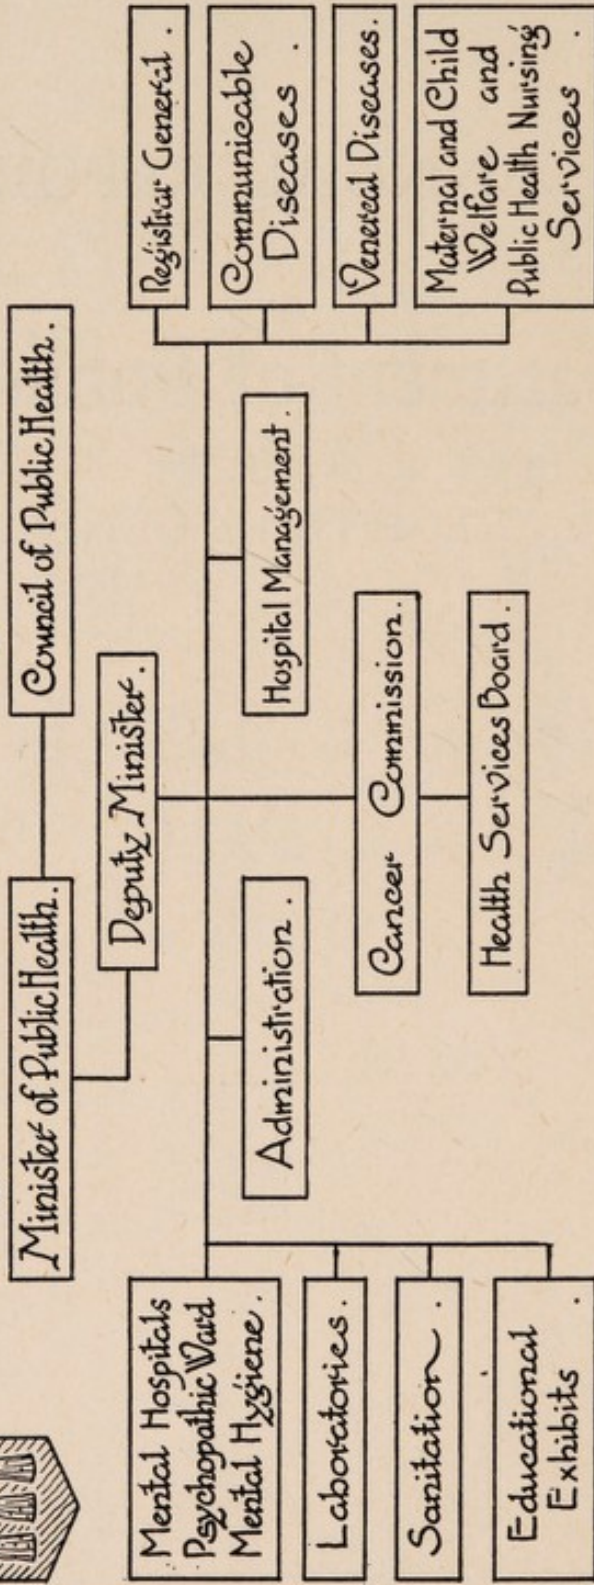 Minister of Public Health.
Council of Public Health.
Deputy Minister.
Mental Hospitals
Psychopathic Ward
Mental Hygiene.
Laboratories.
Sanitation.
Educational
Exhibits.
Administration.
Hospital Management.
Cancer Commission.
Health Services Board.
Registrar General.
Communicable
Diseases.
Venereal Diseases.
Maternal and Child
Welfare and
Public Health Nursing
Services.